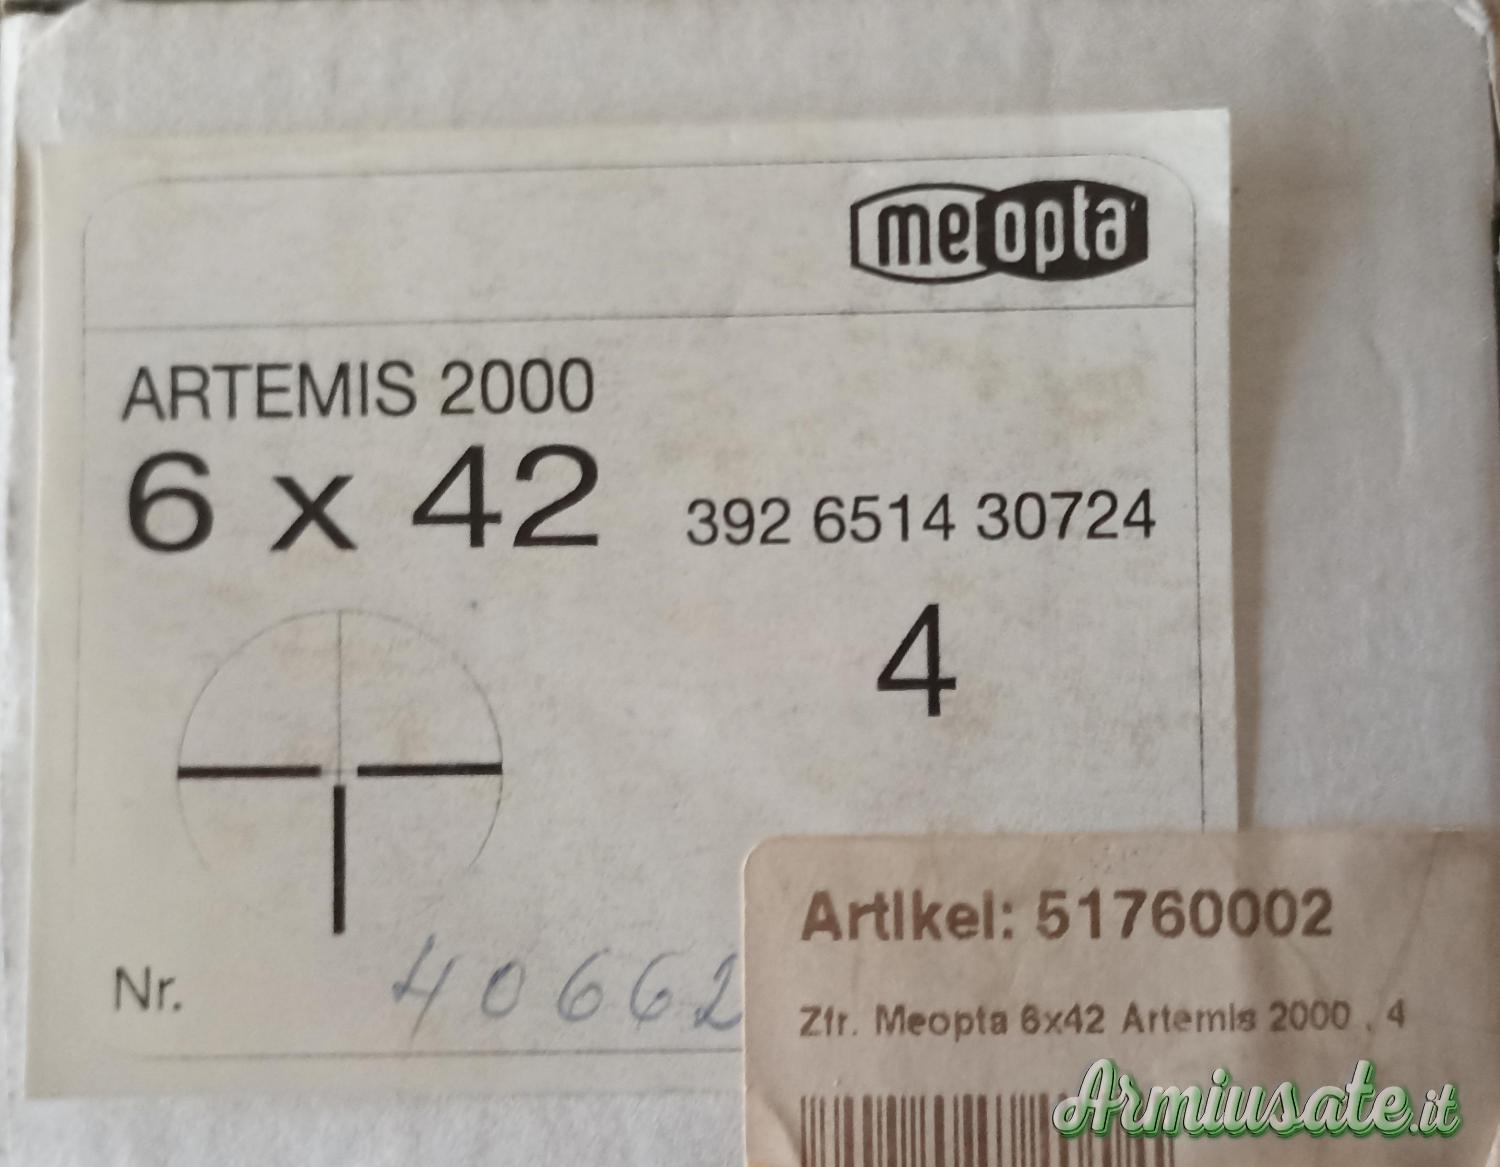 meopta
ARTEMIS 2000
6 x 42
392 6514 30724
4
Nr. 40662
Artikel: 51760002
Zfr. Meopta 6x42 Artemis 2000 , 4
Armiusate.it